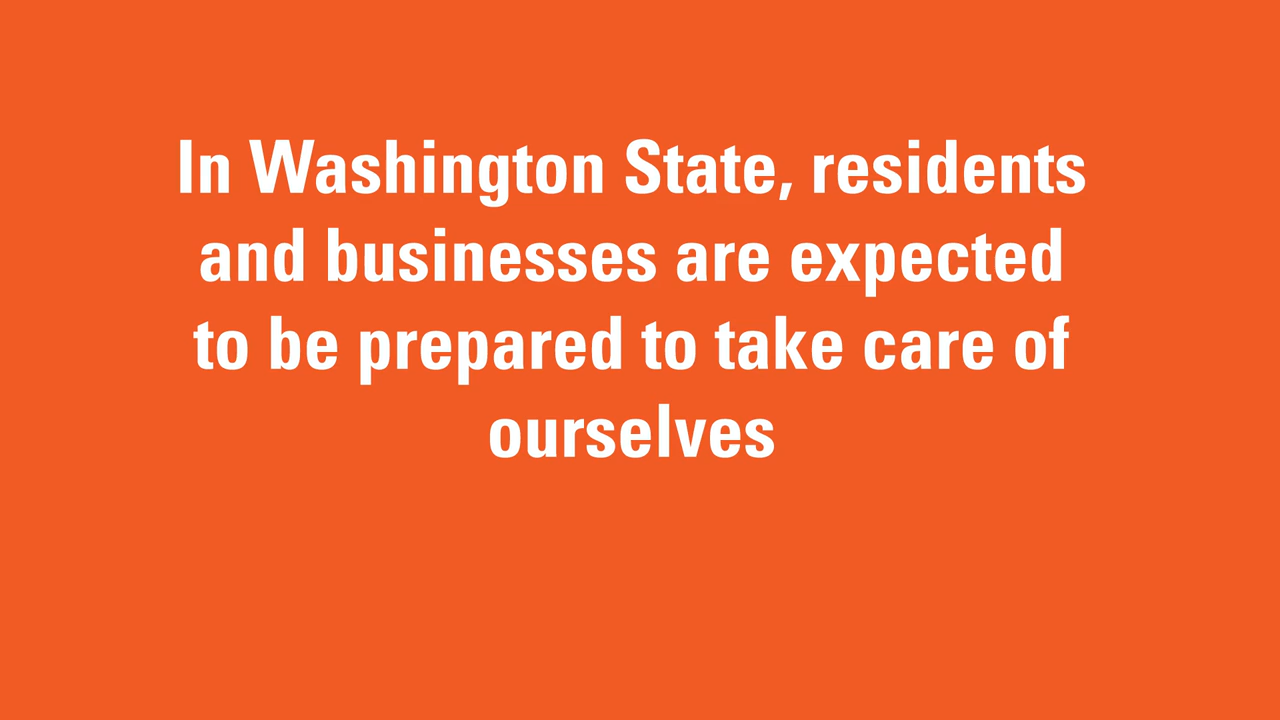 In Washington State, residents
and businesses are expected
to be prepared to take care of
ourselves